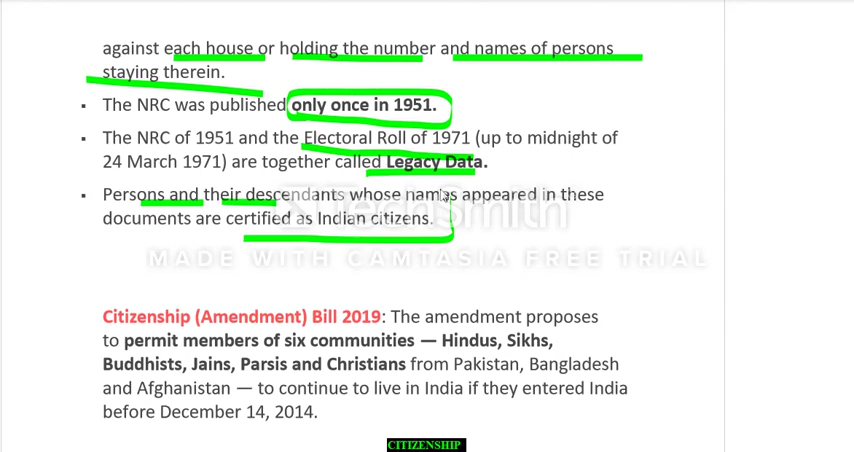 against each house or holding the number and names of persons
staying therein.
▪ The NRC was published only once in 1951.
▪ The NRC of 1951 and the Electoral Roll of 1971 (up to midnight of
24 March 1971) are together called Legacy Data.
▪ Persons and their descendants whose names appeared in these
documents are certified as Indian citizens.
TechSmith
MADE WITH CAMTASIA FREE TRIAL
Citizenship (Amendment) Bill 2019: The amendment proposes
to permit members of six communities — Hindus, Sikhs,
Buddhists, Jains, Parsis and Christians from Pakistan, Bangladesh
and Afghanistan — to continue to live in India if they entered India
before December 14, 2014.
CITIZENSHIP